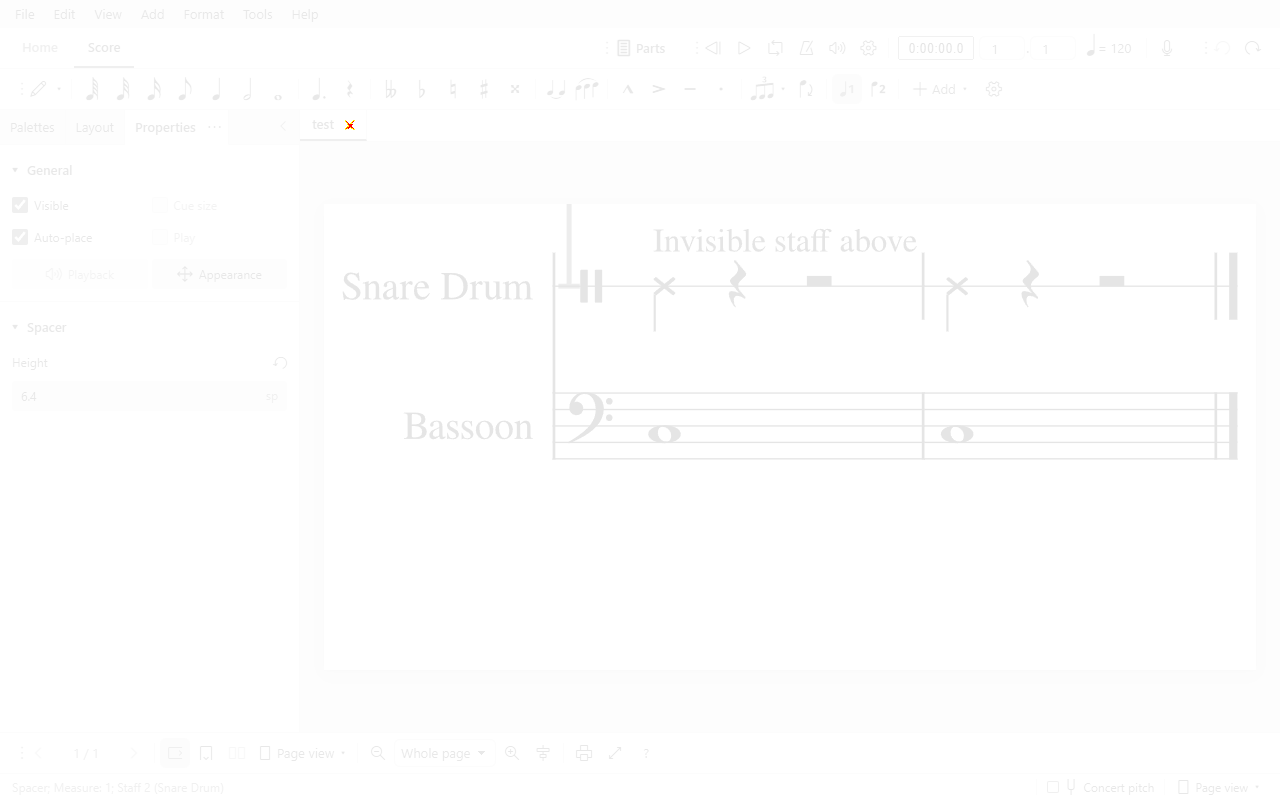 File Edit View Add Format Tools Help
Home Score Parts 0:00:00.0 1 . 1 = 120
Add
Palettes Layout Properties test
General
Visible Cue size
Auto-place Play
Playback Appearance
Spacer
Height
6,4 sp
Invisible staff above
Snare Drum
Bassoon
1 / 1 Page view Whole page ?
Spacer; Measure: 1; Staff 2 (Snare Drum) Concert pitch Page view